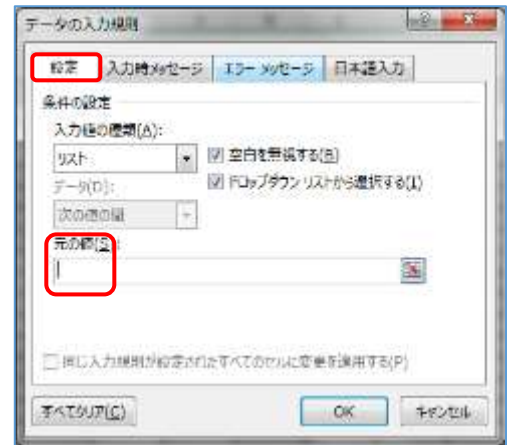 データの入力規則
設定 入力時メッセージ エラー メッセージ 日本語入力
条件の設定
入力値の種類(A):
リスト
空白を無視する(B)
データ(D):
ドロップダウン リストから選択する(I)
次の値の間
元の値(S):
同じ入力規則が設定されたすべてのセルに変更を適用する(P)
すべてクリア(C) OK キャンセル